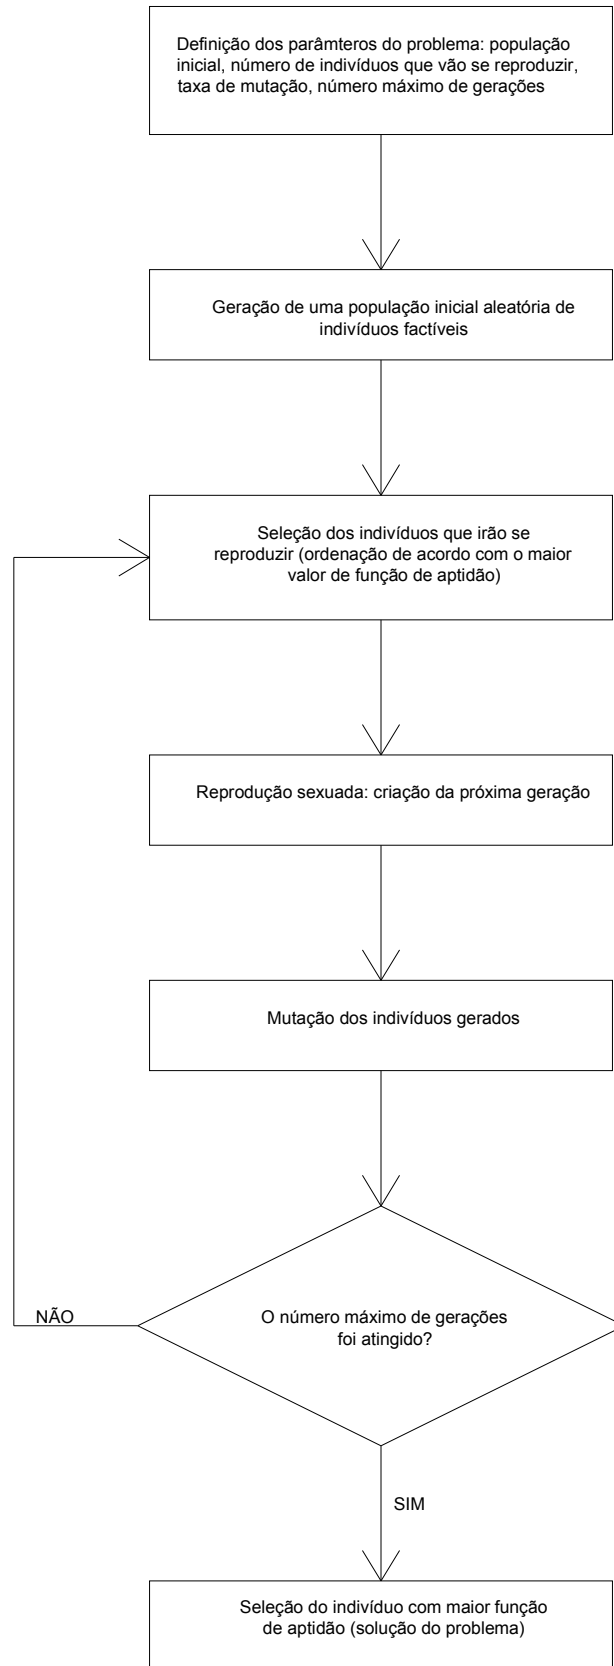 Definição dos parâmteros do problema: população
inicial, número de indivíduos que vão se reproduzir,
taxa de mutação, número máximo de gerações
Geração de uma população inicial aleatória de
indivíduos factíveis
Seleção dos indivíduos que irão se
reproduzir (ordenação de acordo com o maior
valor de função de aptidão)
Reprodução sexuada: criação da próxima geração
Mutação dos indivíduos gerados
O número máximo de gerações
foi atingido?
NÃO
SIM
Seleção do indivíduo com maior função
de aptidão (solução do problema)